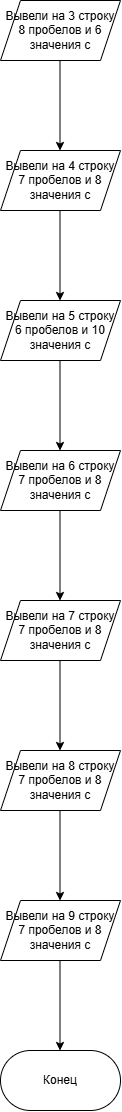 Вывели на 3 строку
8 пробелов и 6
значения с
Вывели на 4 строку
7 пробелов и 8
значения с
Вывели на 5 строку
6 пробелов и 10
значения с
Вывели на 6 строку
7 пробелов и 8
значения с
Вывели на 7 строку
7 пробелов и 8
значения с
Вывели на 8 строку
7 пробелов и 8
значения с
Вывели на 9 строку
7 пробелов и 8
значения с
Конец